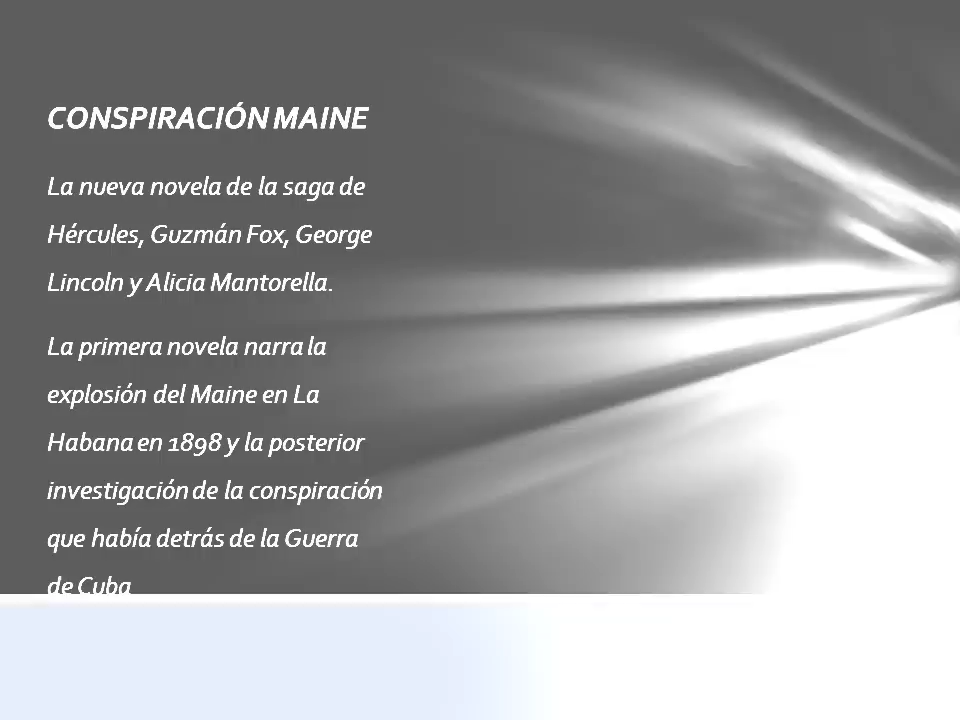 CONSPIRACIÓN MAINE
La nueva novela de la saga de
Hércules, Guzmán Fox, George
Lincoln y Alicia Mantorella.
La primera novela narra la
explosión del Maine en La
Habana en 1898 y la posterior
investigación de la conspiración
que había detrás de la Guerra
de Cuba